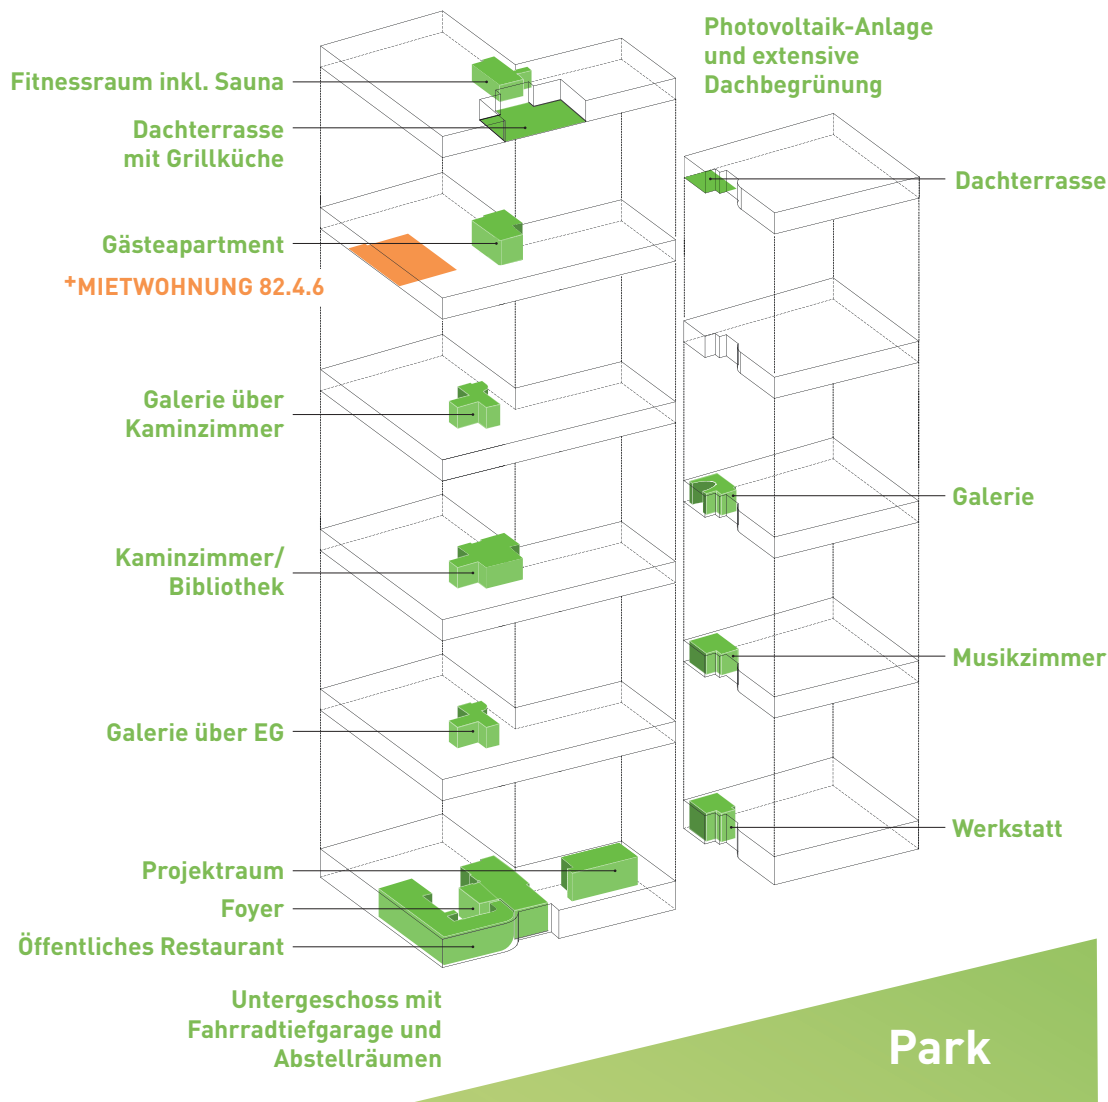 Photovoltaik-Anlage
und extensive
Dachbegrünung
Fitnessraum inkl. Sauna
Dachterrasse
mit Grillküche
Dachterrasse
Gästeapartment
+MIETWOHNUNG 82.4.6
Galerie über
Kaminzimmer
Galerie
Kaminzimmer/
Bibliothek
Musikzimmer
Galerie über EG
Werkstatt
Projektraum
Foyer
Öffentliches Restaurant
Untergeschoss mit
Fahrradtiefgarage und
Abstellräumen
Park